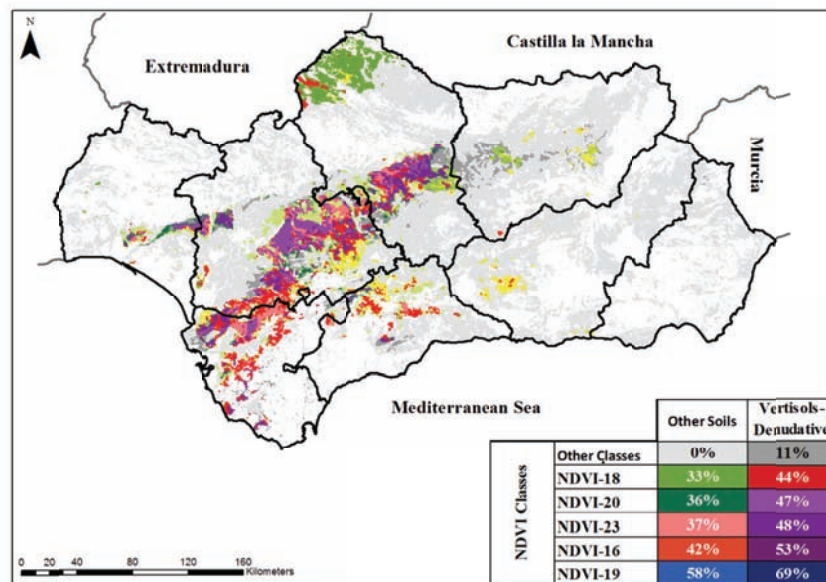 N
Castilla la Mancha
Extremadura
Murcia
Mediterranean Sea
Other Soils Vertisols-Denudative
NDVI Classes
Other Classes 0% 11%
NDVI-18 33% 44%
NDVI-20 36% 47%
NDVI-23 37% 48%
NDVI-16 42% 53%
NDVI-19 58% 69%
0 20 40 80 120 160
Kilometers